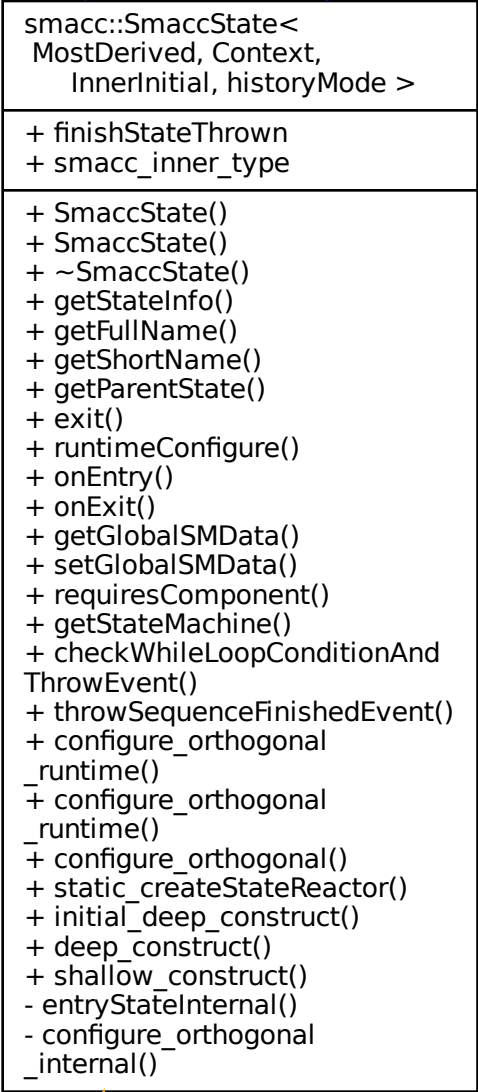 smacc::SmaccState<
MostDerived, Context,
InnerInitial, historyMode >
+ finishStateThrown
+ smacc_inner_type
+ SmaccState()
+ SmaccState()
+ ~SmaccState()
+ getStateInfo()
+ getFullName()
+ getShortName()
+ getParentState()
+ exit()
+ runtimeConfigure()
+ onEntry()
+ onExit()
+ getGlobalSMData()
+ setGlobalSMData()
+ requiresComponent()
+ getStateMachine()
+ checkWhileLoopConditionAnd
ThrowEvent()
+ throwSequenceFinishedEvent()
+ configure_orthogonal
_runtime()
+ configure_orthogonal
_runtime()
+ configure_orthogonal()
+ static_createStateReactor()
+ initial_deep_construct()
+ deep_construct()
+ shallow_construct()
- entryStateInternal()
- configure_orthogonal
_internal()